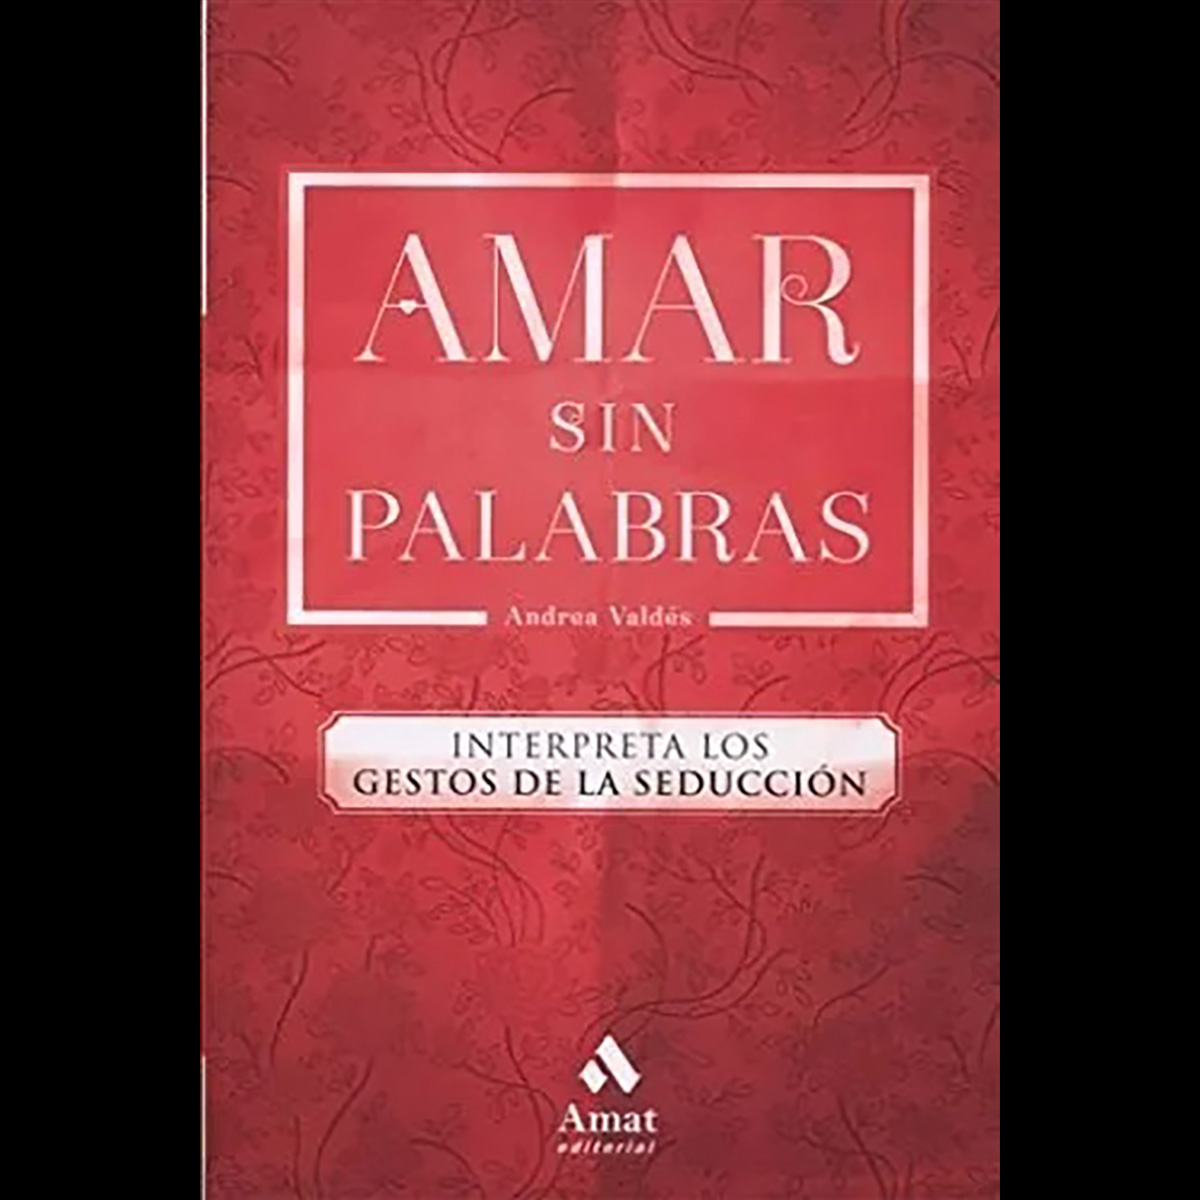 AMAR
SIN
PALABRAS
Andrea Valdés
INTERPRETA LOS
GESTOS DE LA SEDUCCIÓN
Amat
editorial